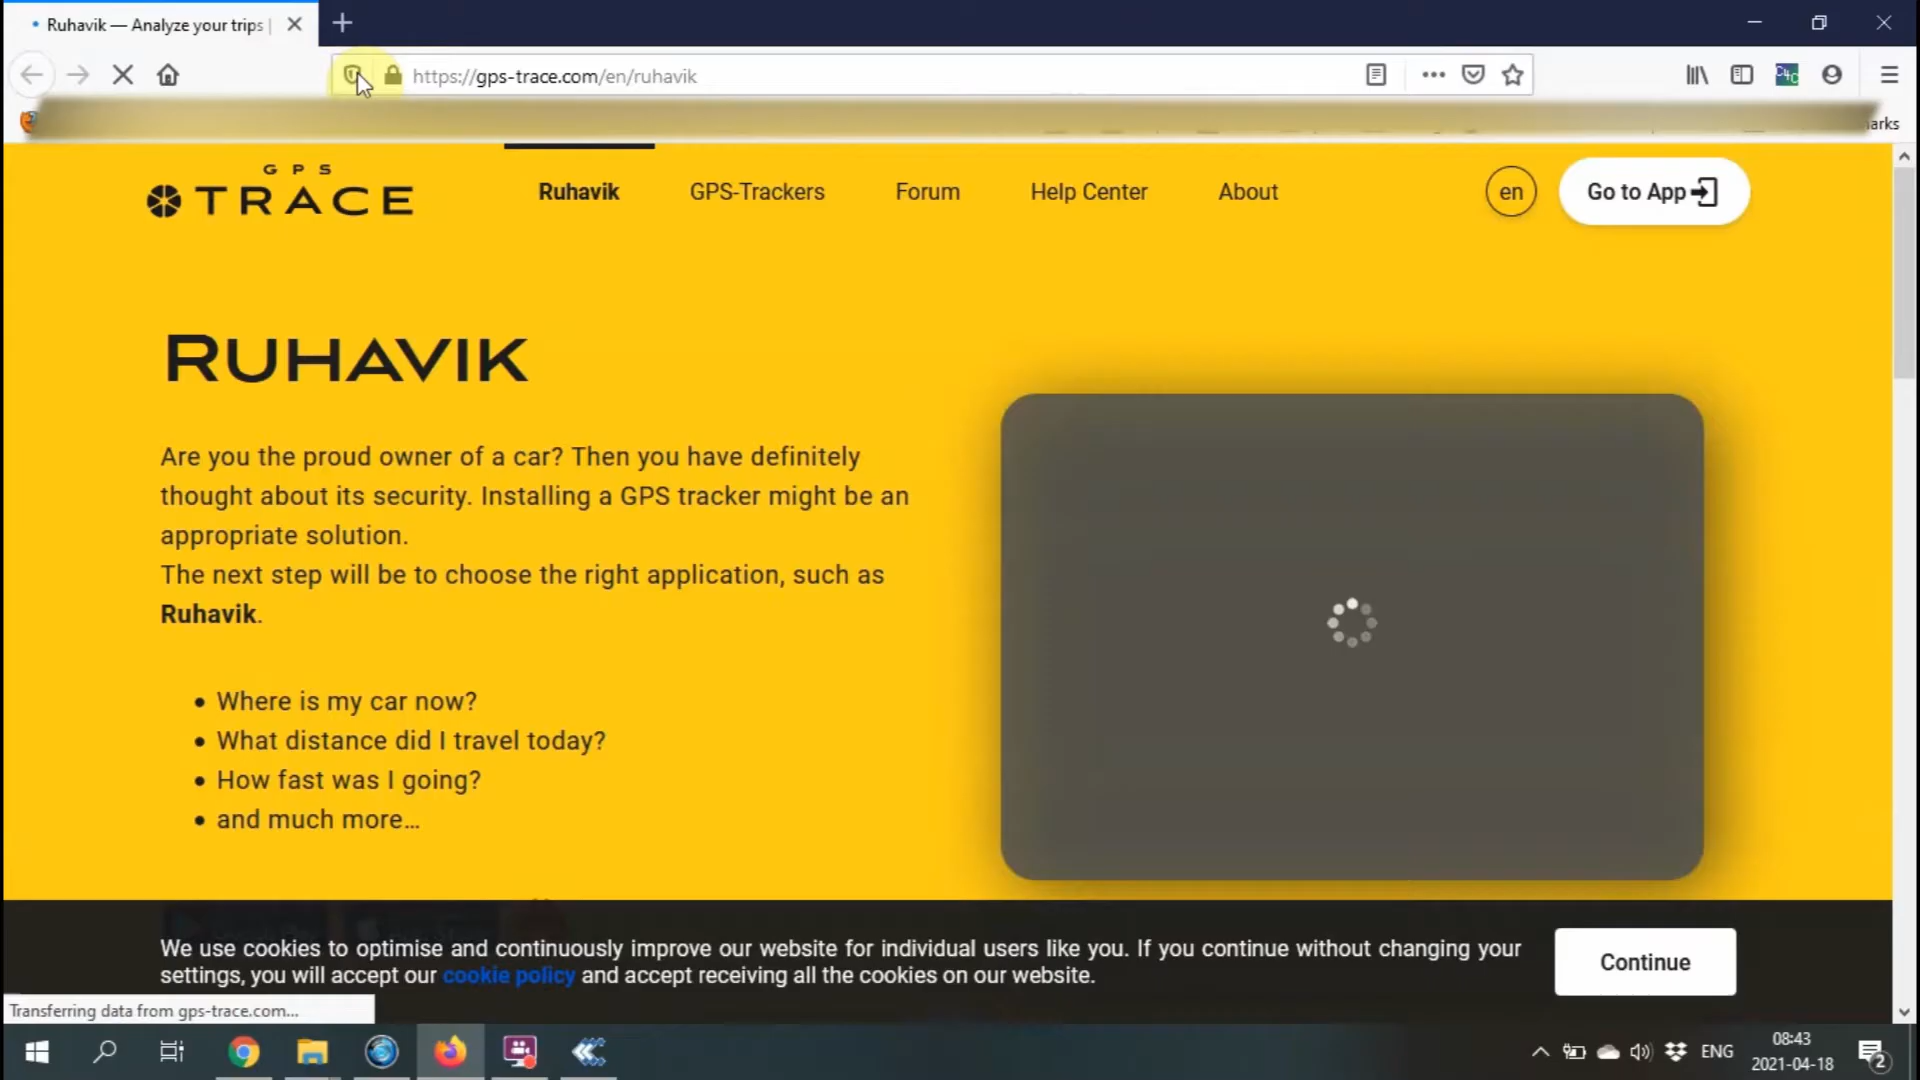 Ruhavik — Analyze your trips |
https://gps-trace.com/en/ruhavik
arks
GPS
TRACE
Ruhavik
GPS-Trackers
Forum
Help Center
About
en
Go to App
RUHAVIK
Are you the proud owner of a car? Then you have definitely
thought about its security. Installing a GPS tracker might be an
appropriate solution.
The next step will be to choose the right application, such as
Ruhavik.
• Where is my car now?
• What distance did I travel today?
• How fast was I going?
• and much more…
We use cookies to optimise and continuously improve our website for individual users like you. If you continue without changing your
settings, you will accept our cookie policy and accept receiving all the cookies on our website.
Continue
Transferring data from gps-trace.com...
ENG
08:43
2021-04-18
2